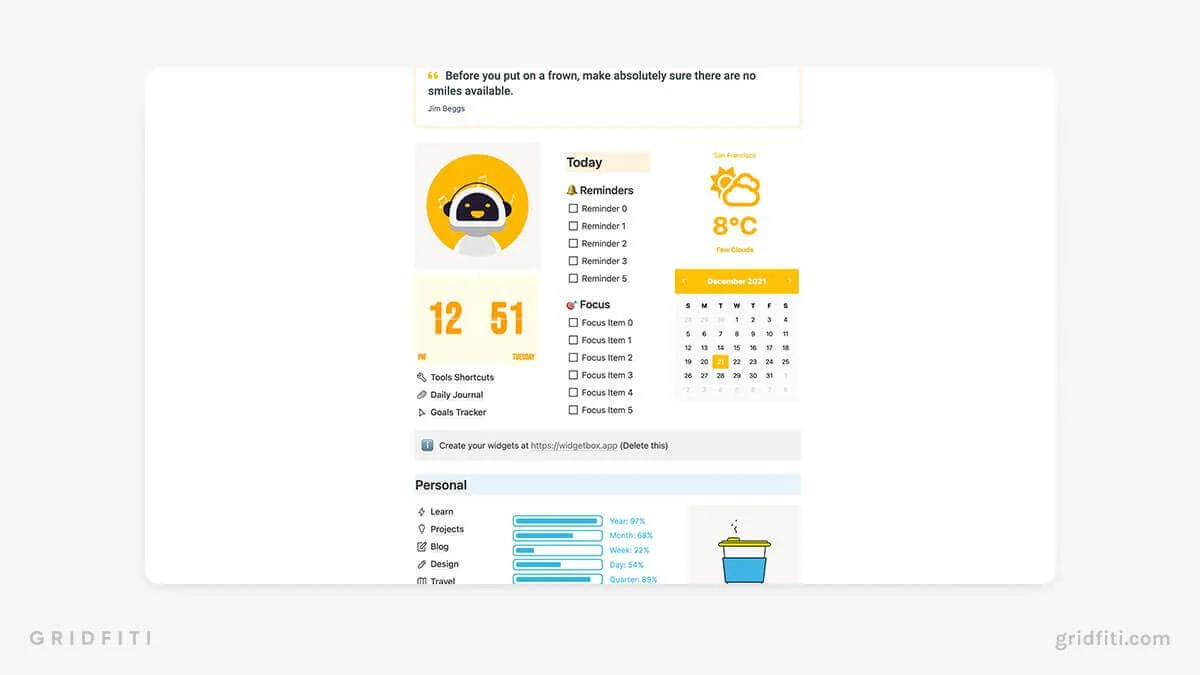 “ Before you put on a frown, make absolutely sure there are no
smiles available.
Jim Beggs
12 51
PM TUESDAY
Tools Shortcuts
Daily Journal
Goals Tracker
Today
Reminders
Reminder 0
Reminder 1
Reminder 2
Reminder 3
Reminder 5
Focus
Focus Item 0
Focus Item 1
Focus Item 2
Focus Item 3
Focus Item 4
Focus Item 5
San Francisco
8°C
Few Clouds
December 2021
S M T W T F S
28 29 30 1 2 3 4
5 6 7 8 9 10 11
12 13 14 15 16 17 18
19 20 21 22 23 24 25
26 27 28 29 30 31 1
2 3 4 5 6 7 8
Create your widgets at https://widgetbox.app (Delete this)
Personal
Learn
Projects
Blog
Design
Travel
Year: 97%
Month: 68%
Week: 22%
Day: 54%
Quarter: 89%
GRIDFITI
gridfiti.com